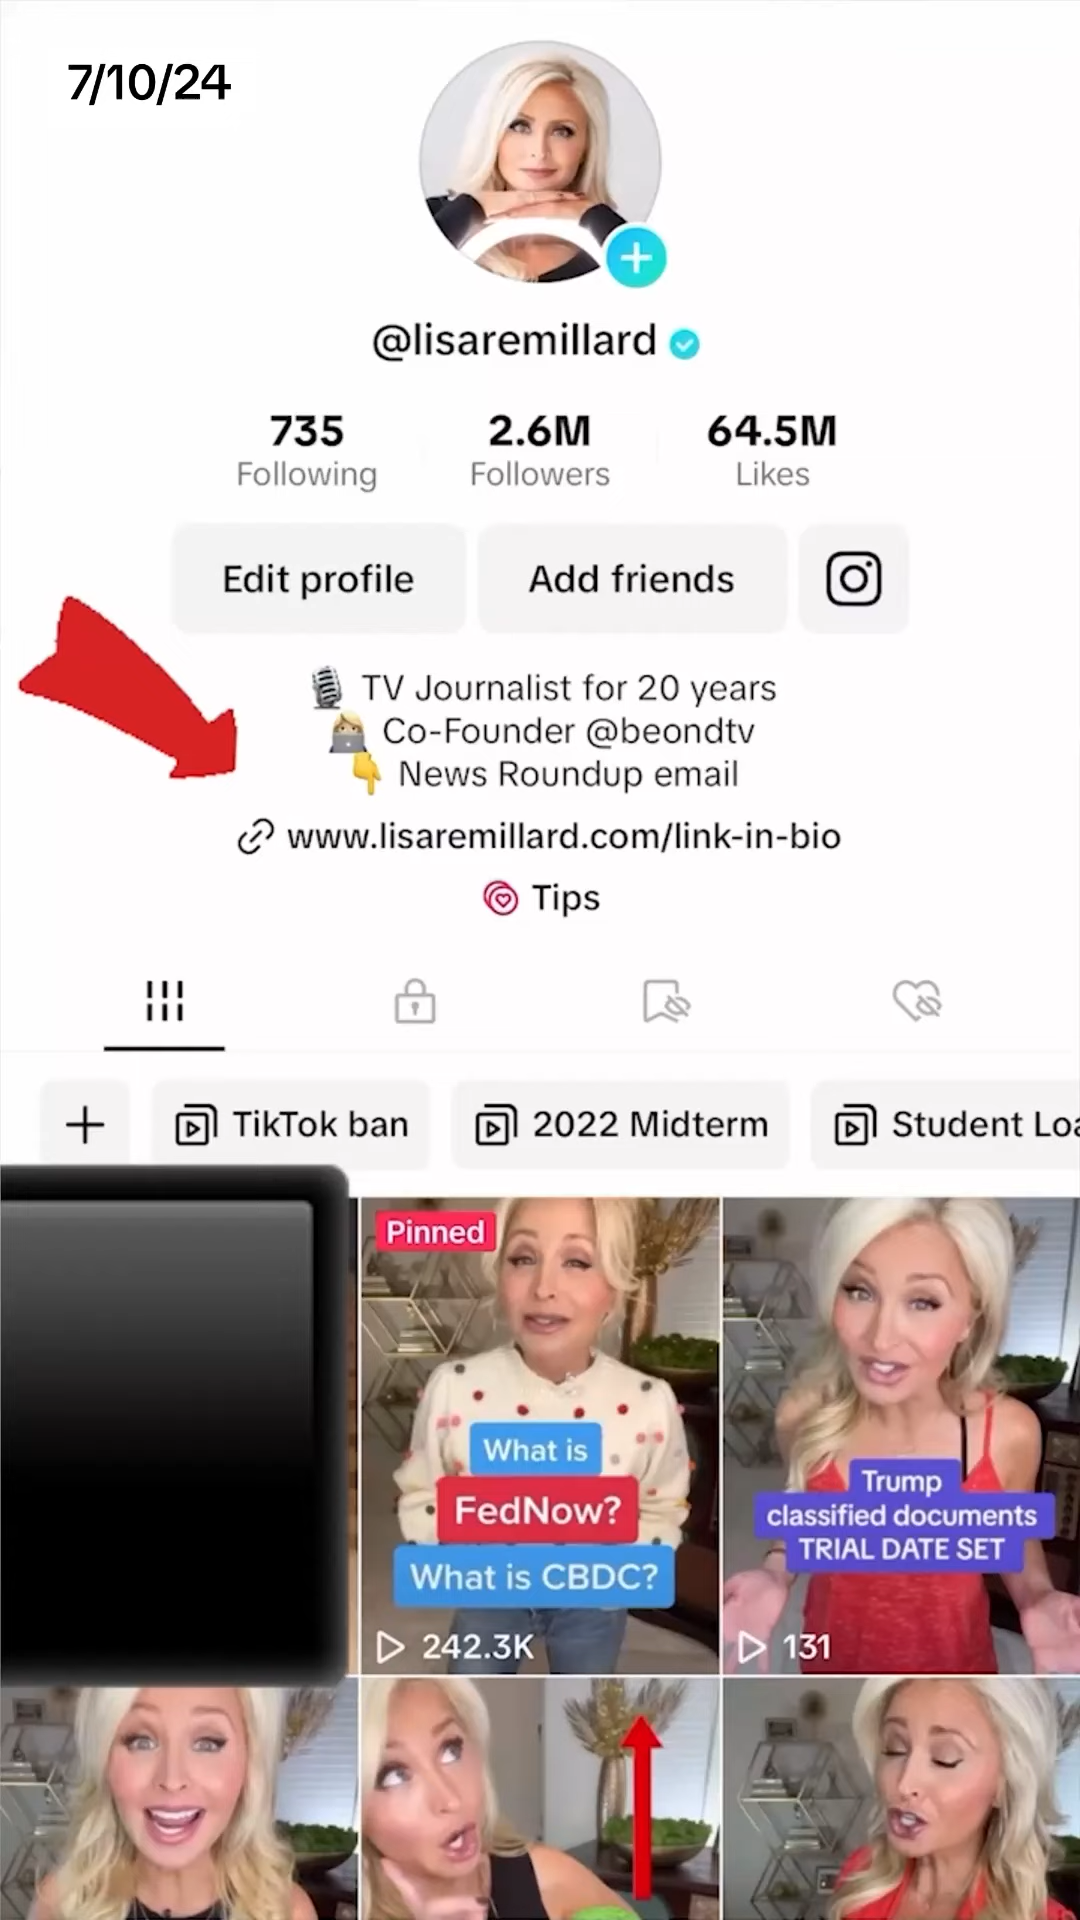 7/10/24
@lisaremillard
735 2.6M 64.5M
Following Followers Likes
Edit profile Add friends
TV Journalist for 20 years
Co-Founder @beondtv
News Roundup email
www.lisaremillard.com/link-in-bio
Tips
TikTok ban 2022 Midterm Student Loa
Pinned
What is
FedNow?
What is CBDC?
242.3K
Trump
classified documents
TRIAL DATE SET
131